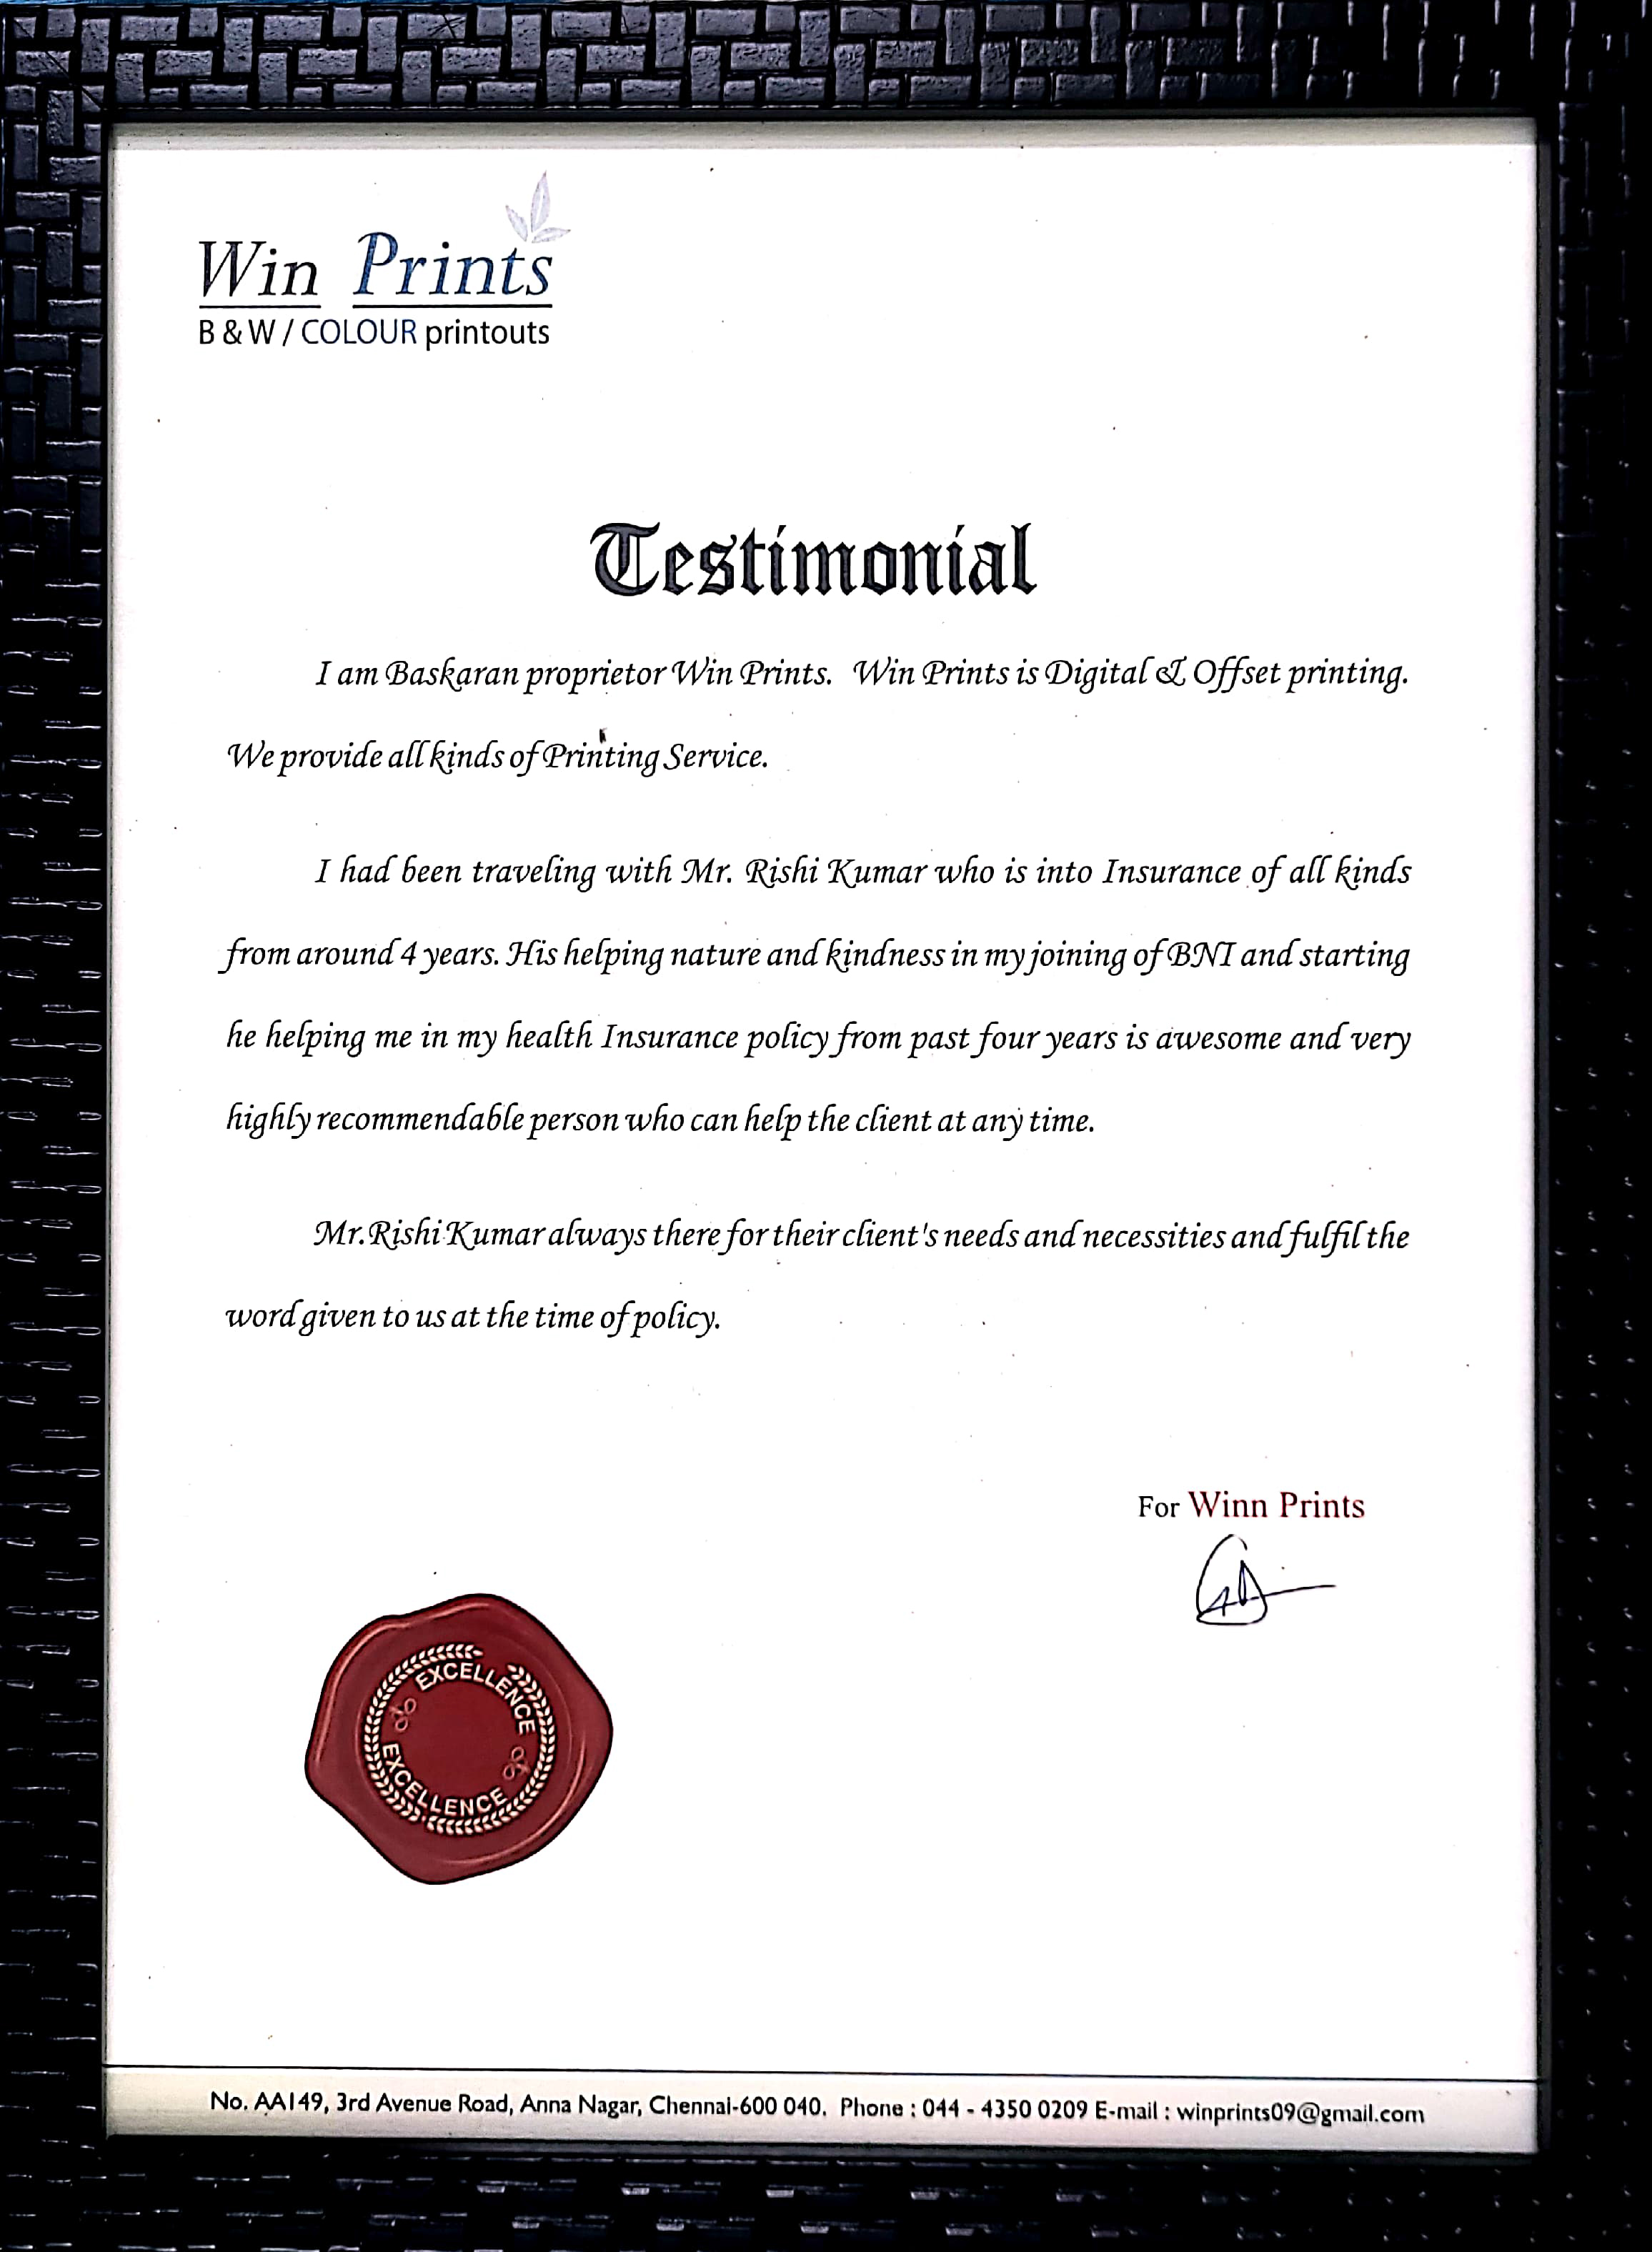 Win Prints
B & W / COLOUR printouts
Testimonial
I am Baskaran proprietor Win Prints. Win Prints is Digital & Offset printing.
We provide all kinds of Printing Service.
I had been traveling with Mr. Rishi Kumar who is into Insurance of all kinds
from around 4 years. His helping nature and kindness in my joining of BNI and starting
he helping me in my health Insurance policy from past four years is awesome and very
highly recommendable person who can help the client at any time.
Mr. Rishi Kumar always there for their client's needs and necessities and fulfil the
word given to us at the time of policy.
For Winn Prints
EXCELLENCE
EXCELLENCE
No. AA149, 3rd Avenue Road, Anna Nagar, Chennai-600 040. Phone : 044 - 4350 0209 E-mail : winprints09@gmail.com